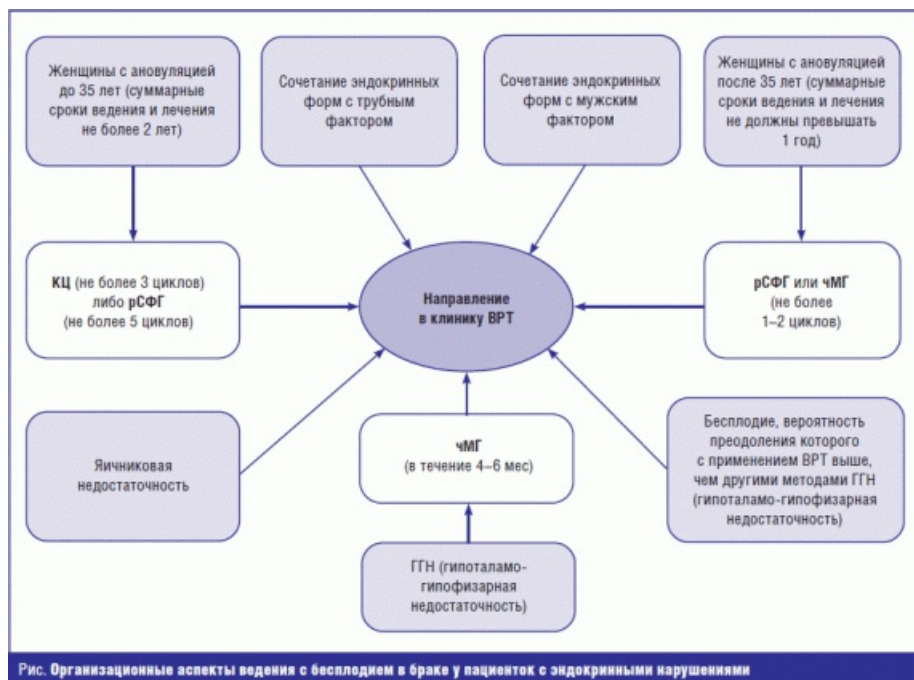 Женщины с ановуляцией
до 35 лет (суммарные
сроки ведения и лечения
не более 2 лет)
Сочетание эндокринных
форм с трубным
фактором
Сочетание эндокринных
форм с мужским
фактором
Женщины с ановуляцией
после 35 лет (суммарные
сроки ведения и лечения
не должны превышать
1 год)
КЦ (не более 3 циклов)
либо рСФГ
(не более 5 циклов)
Направление
в клинику ВРТ
рСФГ или чМГ
(не более
1–2 циклов)
Яичниковая
недостаточность
чМГ
(в течение 4–6 мес)
Бесплодие, вероятность
преодоления которого
с применением ВРТ выше,
чем другими методами ГГН
(гипоталамо-гипофизарная
недостаточность)
ГГН (гипоталамо-
гипофизарная
недостаточность)
Рис. Организационные аспекты ведения с бесплодием в браке у пациенток с эндокринными нарушениями